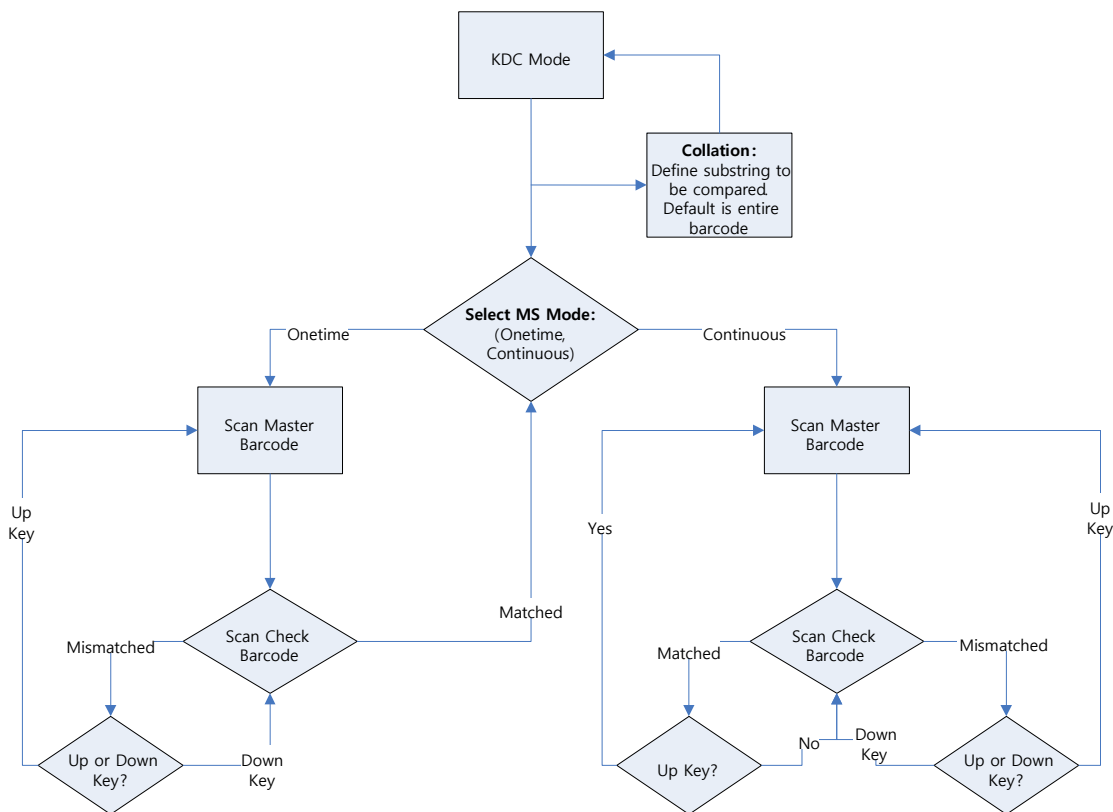 KDC Mode
Collation:
Define substring to
be compared.
Default is entire
barcode
Select MS Mode:
(Onetime,
Continuous)
Onetime
Continuous
Scan Master
Barcode
Scan Master
Barcode
Up
Key
Yes
Up
Key
Matched
Scan Check
Barcode
Mismatched
Scan Check
Barcode
Matched
Mismatched
Up or Down
Key?
Down
Key
Up Key?
No
Down
Key
Up or Down
Key?